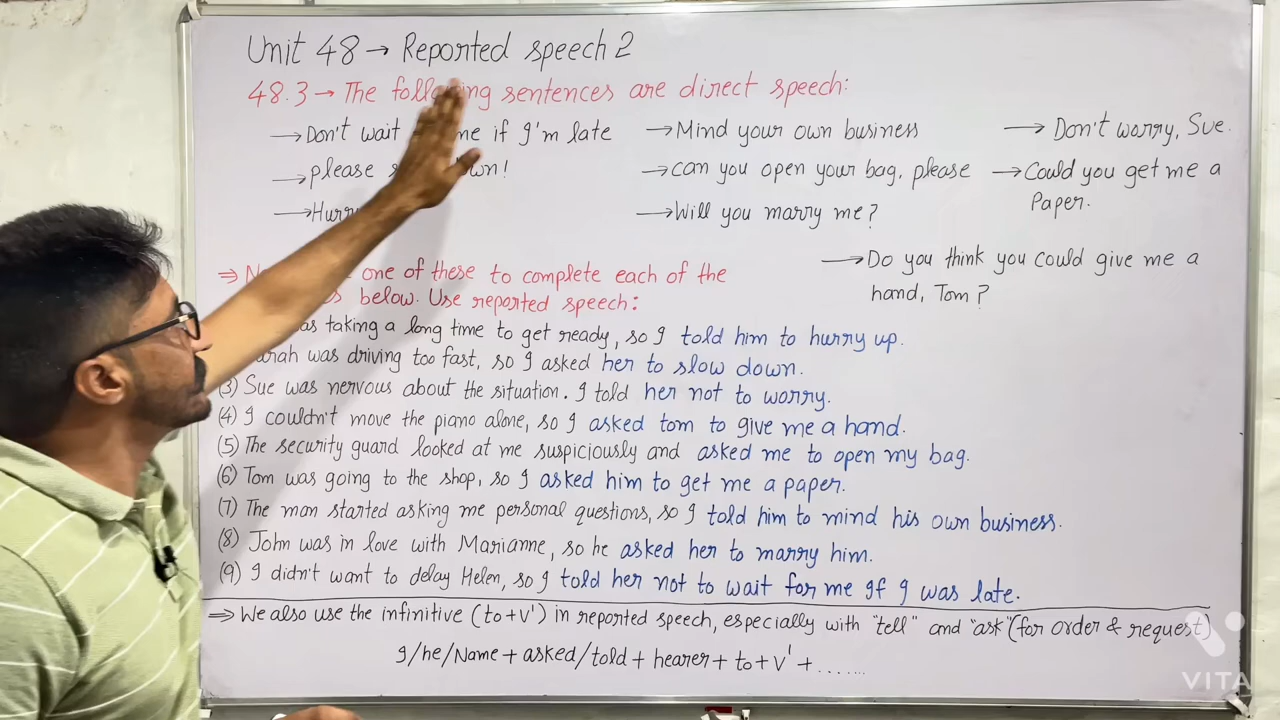 Unit 48 → Reported speech 2
48.3 → The following sentences are direct speech:
→ Don't wait me if I'm late
→ Mind your own business
→ Don't worry, Sue.
→ please
→ can you open your bag, please
→ Could you get me a
Paper.
→ Hurry
→ Will you marry me?
→ Do you think you could give me a
hand, Tom?
⇒ one of these to complete each of the
below. Use reported speech:
taking a long time to get ready, so I told him to hurry up.
was driving too fast, so I asked her to slow down.
(3) Sue was nervous about the situation. I told her not to worry.
(4) I couldn't move the piano alone, so I asked tom to give me a hand.
(5) The security guard looked at me suspiciously and asked me to open my bag.
(6) Tom was going to the shop, so I asked him to get me a paper.
(7) The man started asking me personal questions, so I told him to mind his own business.
(8) John was in love with Marianne, so he asked her to marry him.
(9) I didn't want to delay Helen, so I told her not to wait for me If I was late.
⇒ We also use the infinitive (to+v') in reported speech, especially with "tell" and "ask" (for order & request)
I/he/Name + asked/told + hearer + to + v' + .......
VITA